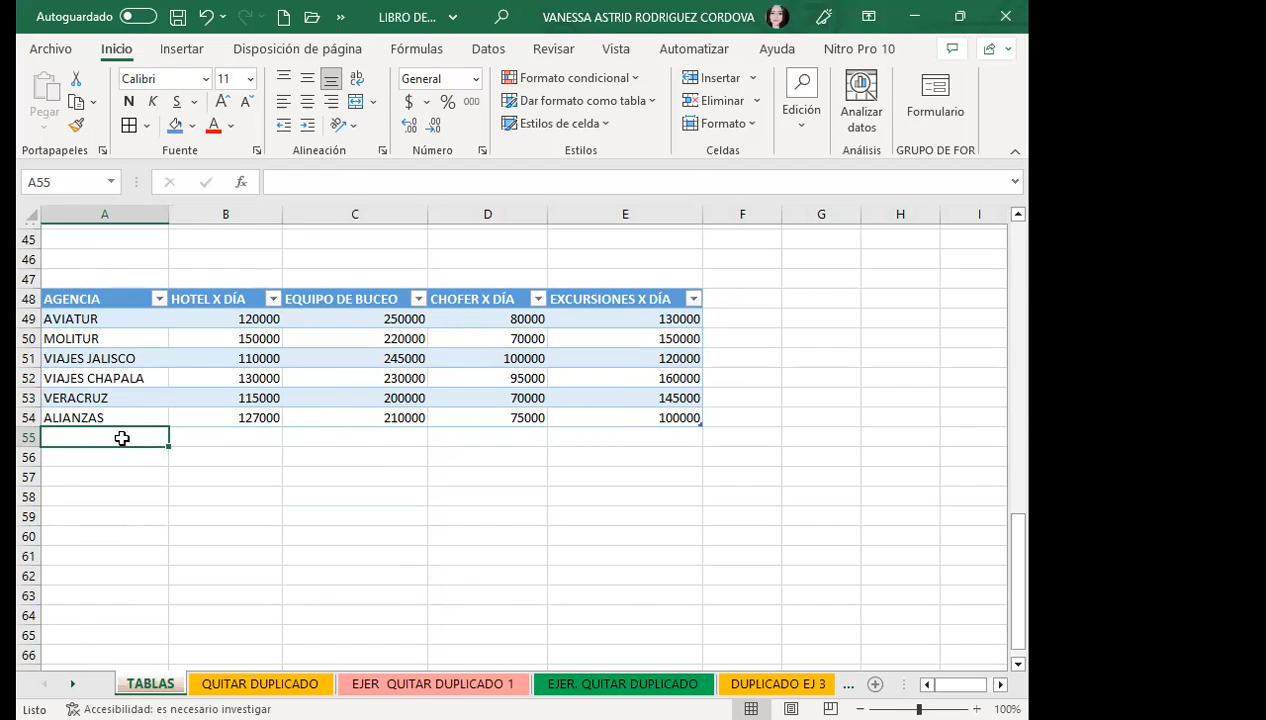 Autoguardado
LIBRO DE...
VANESSA ASTRID RODRIGUEZ CORDOVA
Archivo Inicio Insertar Disposición de página Fórmulas Datos Revisar Vista Automatizar Ayuda Nitro Pro 10
Pegar
Portapapeles
Calibri 11
N K S
Fuente
Alineación
General
$ % 000
Número
Formato condicional
Dar formato como tabla
Estilos de celda
Estilos
Insertar
Eliminar
Formato
Celdas
Edición
Analizar
datos
Análisis
Formulario
GRUPO DE FOR
A55
fx
A B C D E F G H I
45
46
47
48 AGENCIA HOTEL X DÍA EQUIPO DE BUCEO CHOFER X DÍA EXCURSIONES X DÍA
49 AVIATUR 120000 250000 80000 130000
50 MOLITUR 150000 220000 70000 150000
51 VIAJES JALISCO 110000 245000 100000 120000
52 VIAJES CHAPALA 130000 230000 95000 160000
53 VERACRUZ 115000 200000 70000 145000
54 ALIANZAS 127000 210000 75000 100000
55
56
57
58
59
60
61
62
63
64
65
66
TABLAS QUITAR DUPLICADO EJER QUITAR DUPLICADO 1 EJER. QUITAR DUPLICADO DUPLICADO EJ 3 ...
Listo Accesibilidad: es necesario investigar 100%